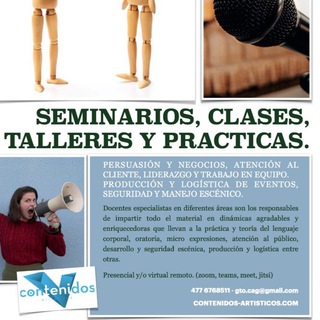 SEMINARIOS, CLASES,
TALLERES Y PRACTICAS.
PERSUASIÓN Y NEGOCIOS, ATENCIÓN AL
CLIENTE, LIDERAZGO Y TRABAJO EN EQUIPO.
PRODUCCIÓN Y LOGÍSTICA DE EVENTOS,
SEGURIDAD Y MANEJO ESCÉNICO.
Docentes especialistas en diferentes áreas son los responsables
de impartir todo el material en dinámicas agradables y
enriquecedoras que llevan a la práctica y teoría del lenguaje
corporal, oratoria, micro expresiones, atención al público,
desarrollo y seguridad escénica, producción y logística entre
otras.
Presencial y/o virtual remoto. (zoom, teams, meet, jitsi)
477 6768511 - gto.cag@gmail.com
CONTENIDOS-ARTISTICOS.COM
contenidos